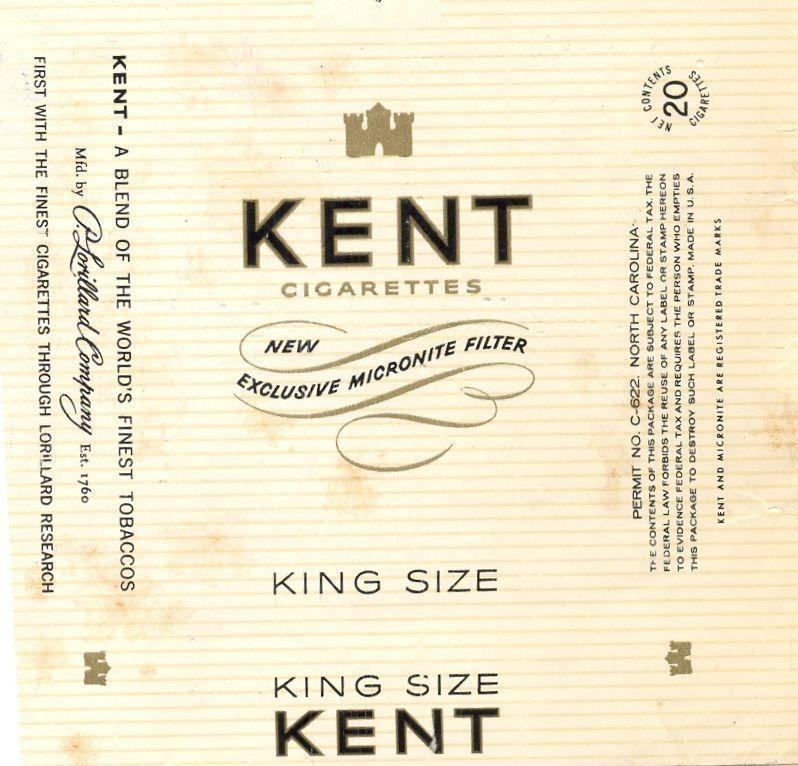 KENT
CIGARETTES
NEW
EXCLUSIVE MICRONITE FILTER
KING SIZE
KING SIZE
KENT
KENT – A BLEND OF THE WORLD'S FINEST TOBACCOS
Mfd. by P. Lorillard Company Est. 1760
FIRST WITH THE FINEST CIGARETTES THROUGH LORILLARD RESEARCH
NET CONTENTS
20
CIGARETTES
PERMIT NO. C-622. NORTH CAROLINA
THE CONTENTS OF THIS PACKAGE ARE SUBJECT TO FEDERAL TAX. THE
FEDERAL LAW FORBIDS THE REUSE OF ANY LABEL OR STAMP HEREON
TO EVIDENCE FEDERAL TAX AND REQUIRES THE PERSON WHO EMPTIES
THIS PACKAGE TO DESTROY SUCH LABEL OR STAMP. MADE IN U.S.A.
KENT AND MICRONITE ARE REGISTERED TRADE MARKS